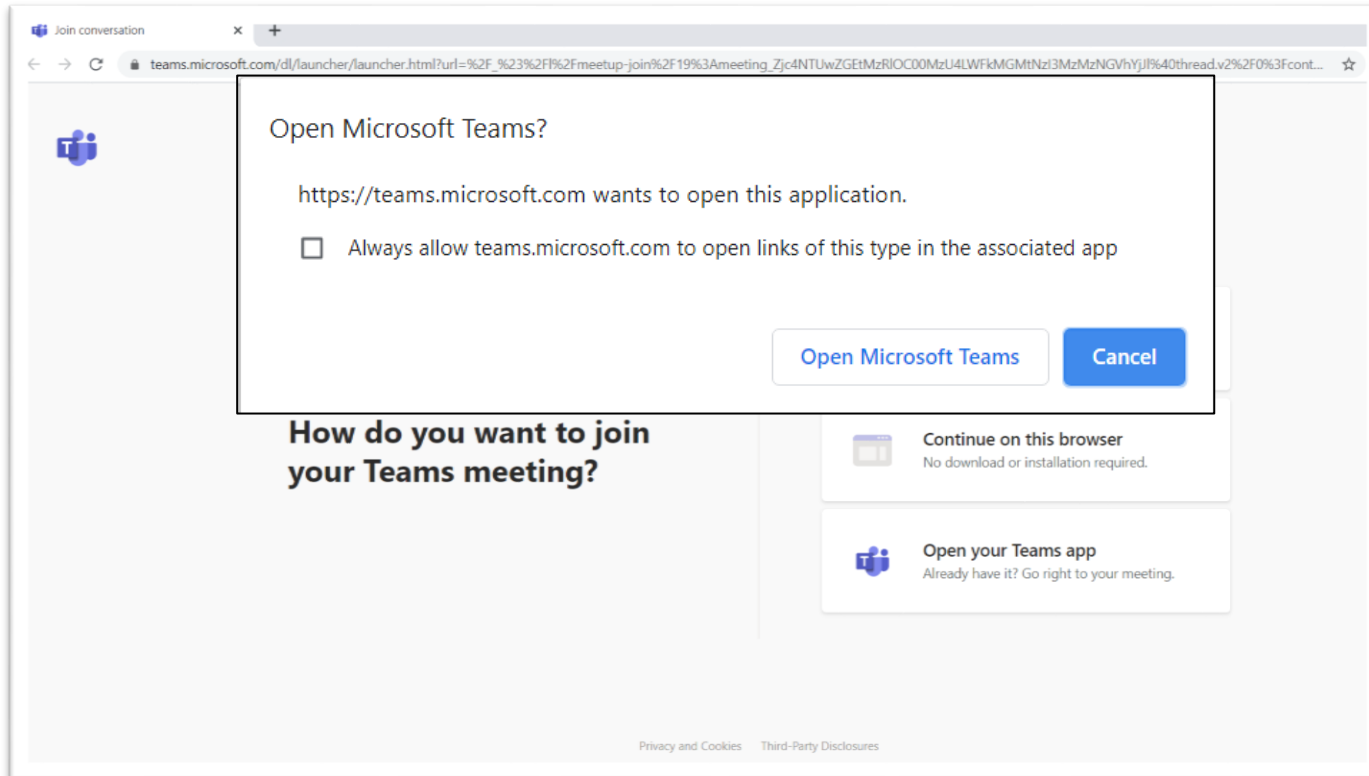 Join conversation
teams.microsoft.com/dl/launcher/launcher.html?url=%2F_%23%2Fl%2Fmeetup-join%2F19%3Ameeting_Zjc4NTUwZGEtMzRlOC00MzU4LWFkMGMtNzI3MzMzNGVhYjJl%40thread.v2%2F0%3Fcont...
Open Microsoft Teams?
https://teams.microsoft.com wants to open this application.
Always allow teams.microsoft.com to open links of this type in the associated app
Open Microsoft Teams
Cancel
How do you want to join
your Teams meeting?
Continue on this browser
No download or installation required.
Open your Teams app
Already have it? Go right to your meeting.
Privacy and Cookies
Third-Party Disclosures